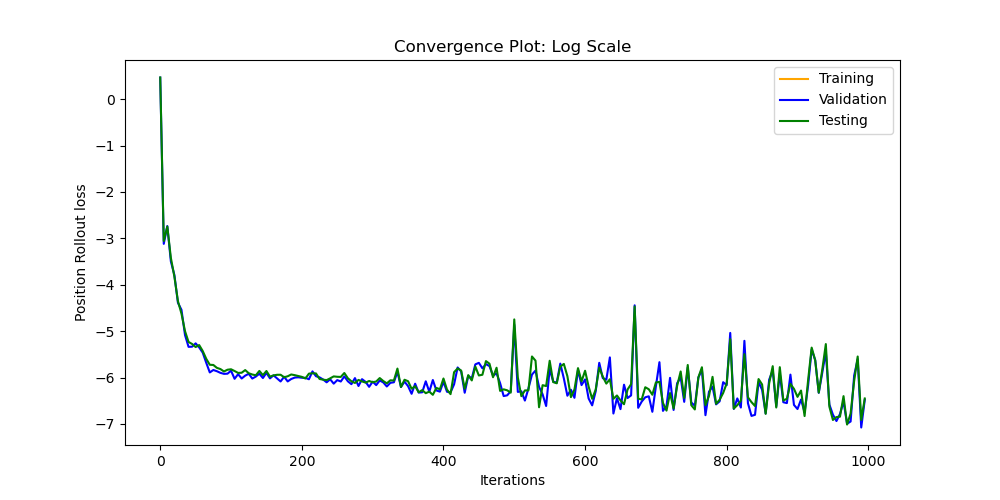 Convergence Plot: Log Scale
Training
Validation
Testing
Position Rollout loss
0
−1
−2
−3
−4
−5
−6
−7
0 200 400 600 800 1000
Iterations